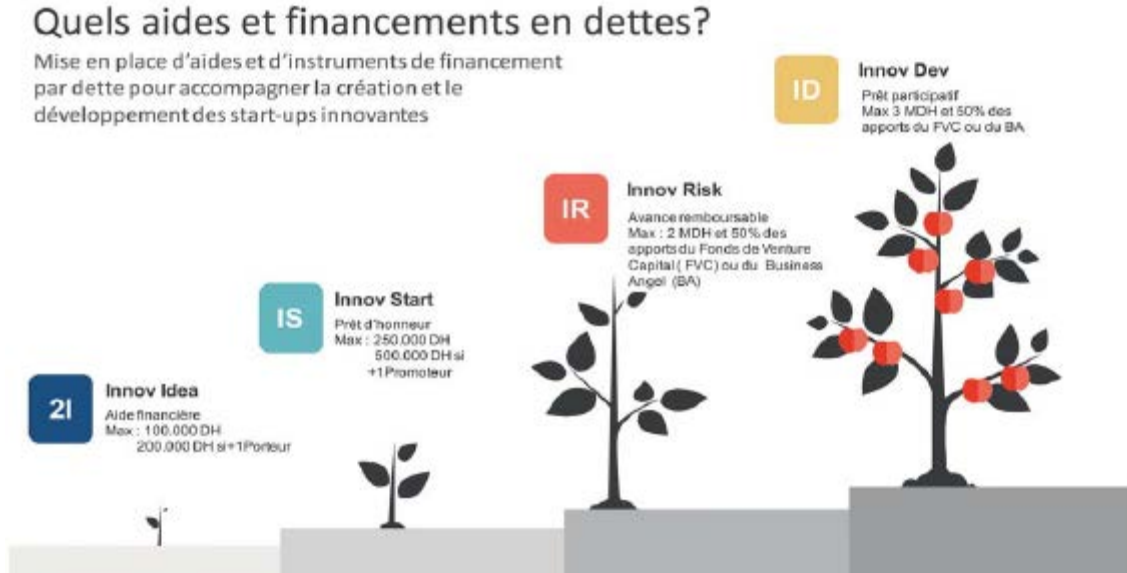 Quels aides et financements en dettes?
Mise en place d'aides et d'instruments de financement
par dette pour accompagner la création et le
développement des start-ups innovantes
ID
Innov Dev
Prêt participatif
Max 3 MDH et 50% des
apports du FVC ou du BA
IR
Innov Risk
Avance remboursable
Max : 2 MDH et 50% des
apports du Fonds de Venture
Capital ( FVC) ou du Business
Angel (BA)
IS
Innov Start
Prêt d'honneur
Max : 250.000 DH
500.000 DH si
+1Promoteur
2I
Innov Idea
Aide financière
Max : 100.000 DH
200.000 DH si+1Porteur